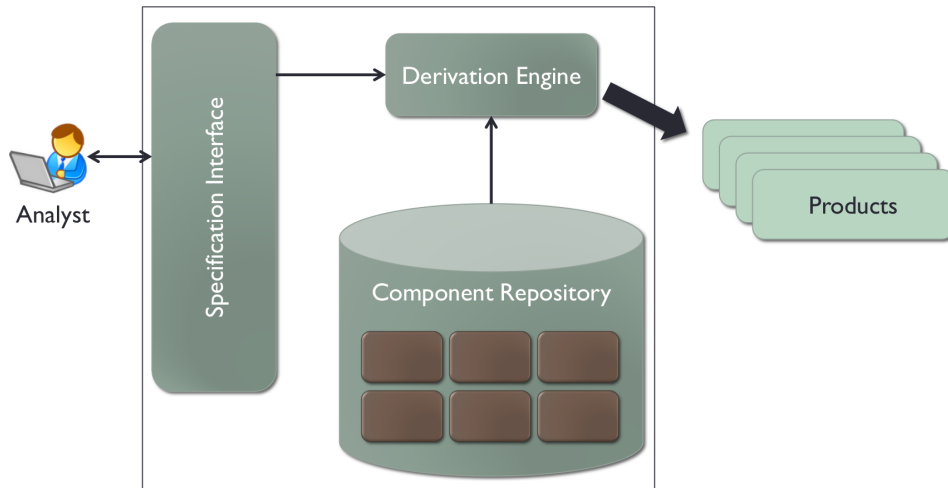 Analyst
Specification Interface
Derivation Engine
Component Repository
Products